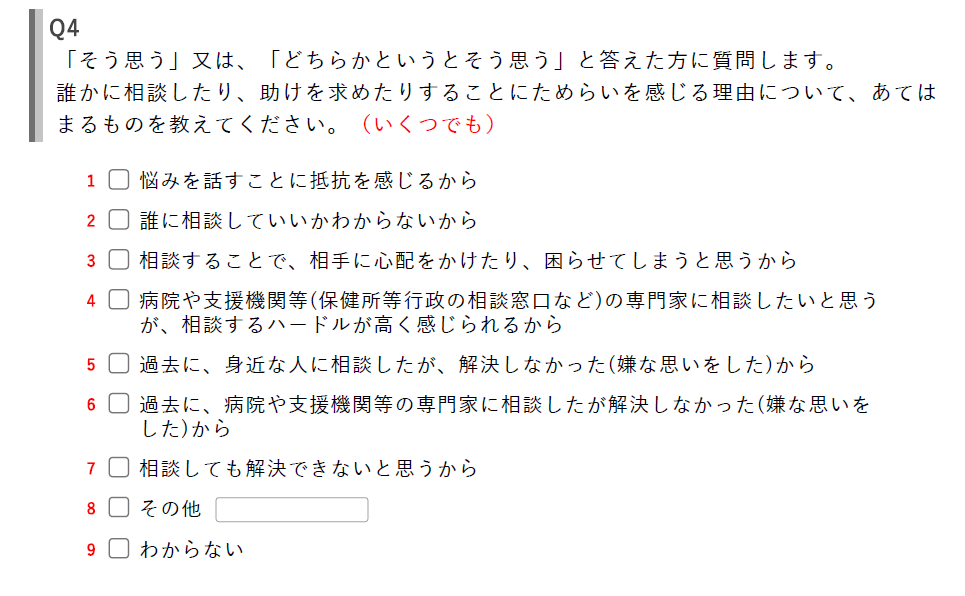 Q4
「そう思う」又は、「どちらかというとそう思う」と答えた方に質問します。
誰かに相談したり、助けを求めたりすることにためらいを感じる理由について、あては
まるものを教えてください。（いくつでも）
1 悩みを話すことに抵抗を感じるから
2 誰に相談していいかわからないから
3 相談することで、相手に心配をかけたり、困らせてしまうと思うから
4 病院や支援機関等(保健所等行政の相談窓口など)の専門家に相談したいと思う
が、相談するハードルが高く感じられるから
5 過去に、身近な人に相談したが、解決しなかった(嫌な思いをした)から
6 過去に、病院や支援機関等の専門家に相談したが解決しなかった(嫌な思いを
した)から
7 相談しても解決できないと思うから
8 その他
9 わからない